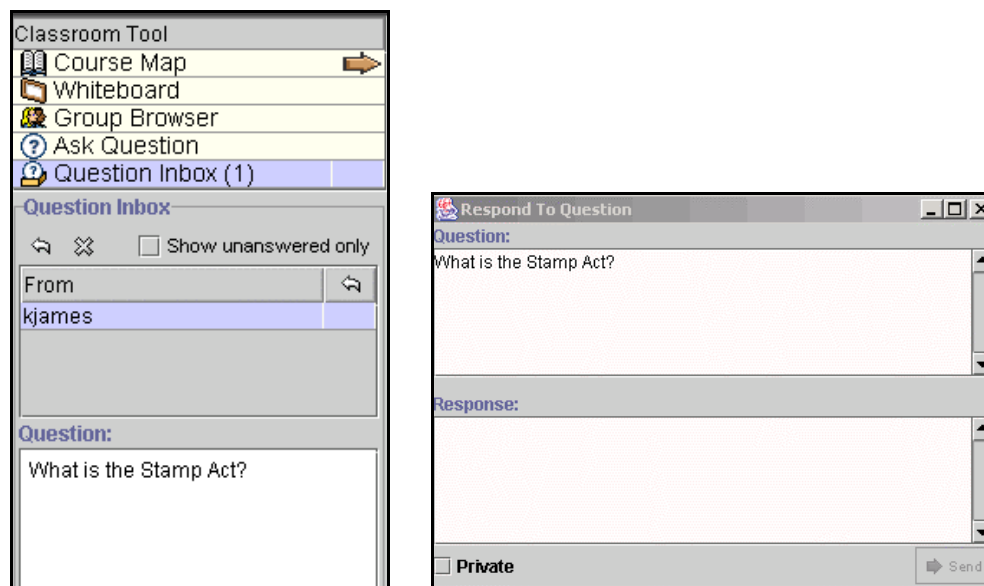 Classroom Tool
Course Map
Whiteboard
Group Browser
Ask Question
Question Inbox (1)
Question Inbox
Show unanswered only
From
kjames
Question:
What is the Stamp Act?
Respond To Question
Question:
What is the Stamp Act?
Response:
Private
Send